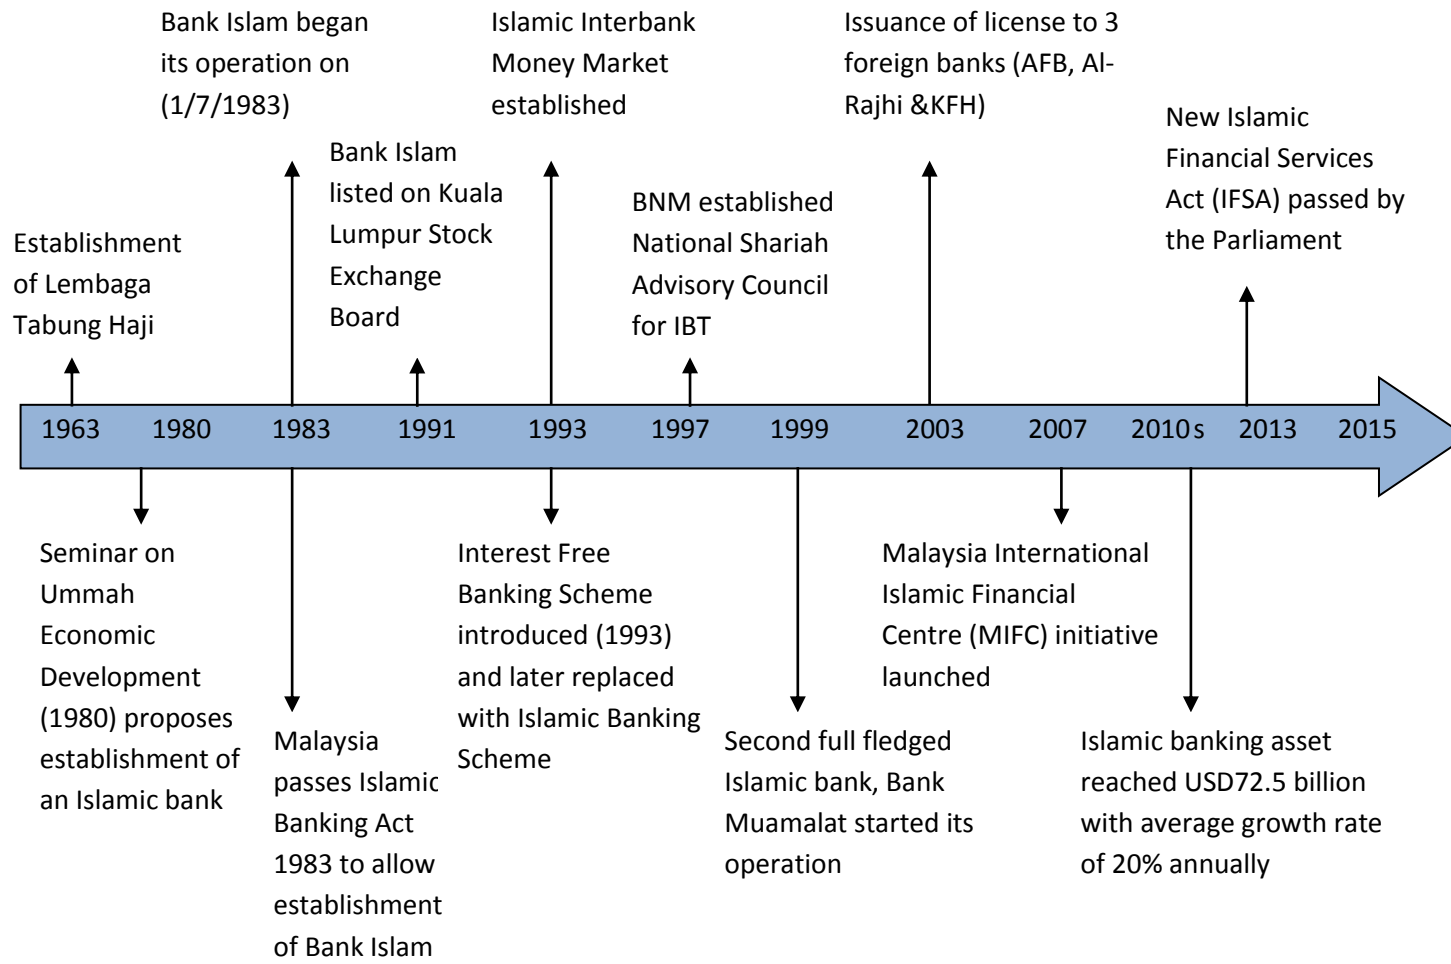 Bank Islam began
its operation on
(1/7/1983)
Islamic Interbank
Money Market
established
Issuance of license to 3
foreign banks (AFB, Al-
Rajhi &KFH)
New Islamic
Financial Services
Act (IFSA) passed by
the Parliament
Bank Islam
listed on Kuala
Lumpur Stock
Exchange
Board
BNM established
National Shariah
Advisory Council
for IBT
Establishment
of Lembaga
Tabung Haji
1963 1980 1983 1991 1993 1997 1999 2003 2007 2010s 2013 2015
Seminar on
Ummah
Economic
Development
(1980) proposes
establishment of
an Islamic bank
Malaysia
passes Islamic
Banking Act
1983 to allow
establishment
of Bank Islam
Interest Free
Banking Scheme
introduced (1993)
and later replaced
with Islamic Banking
Scheme
Second full fledged
Islamic bank, Bank
Muamalat started its
operation
Malaysia International
Islamic Financial
Centre (MIFC) initiative
launched
Islamic banking asset
reached USD72.5 billion
with average growth rate
of 20% annually